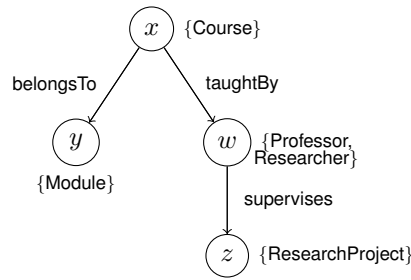 x {Course}
belongsTo taughtBy
y w {Professor,
Researcher}
{Module}
supervises
z {ResearchProject}